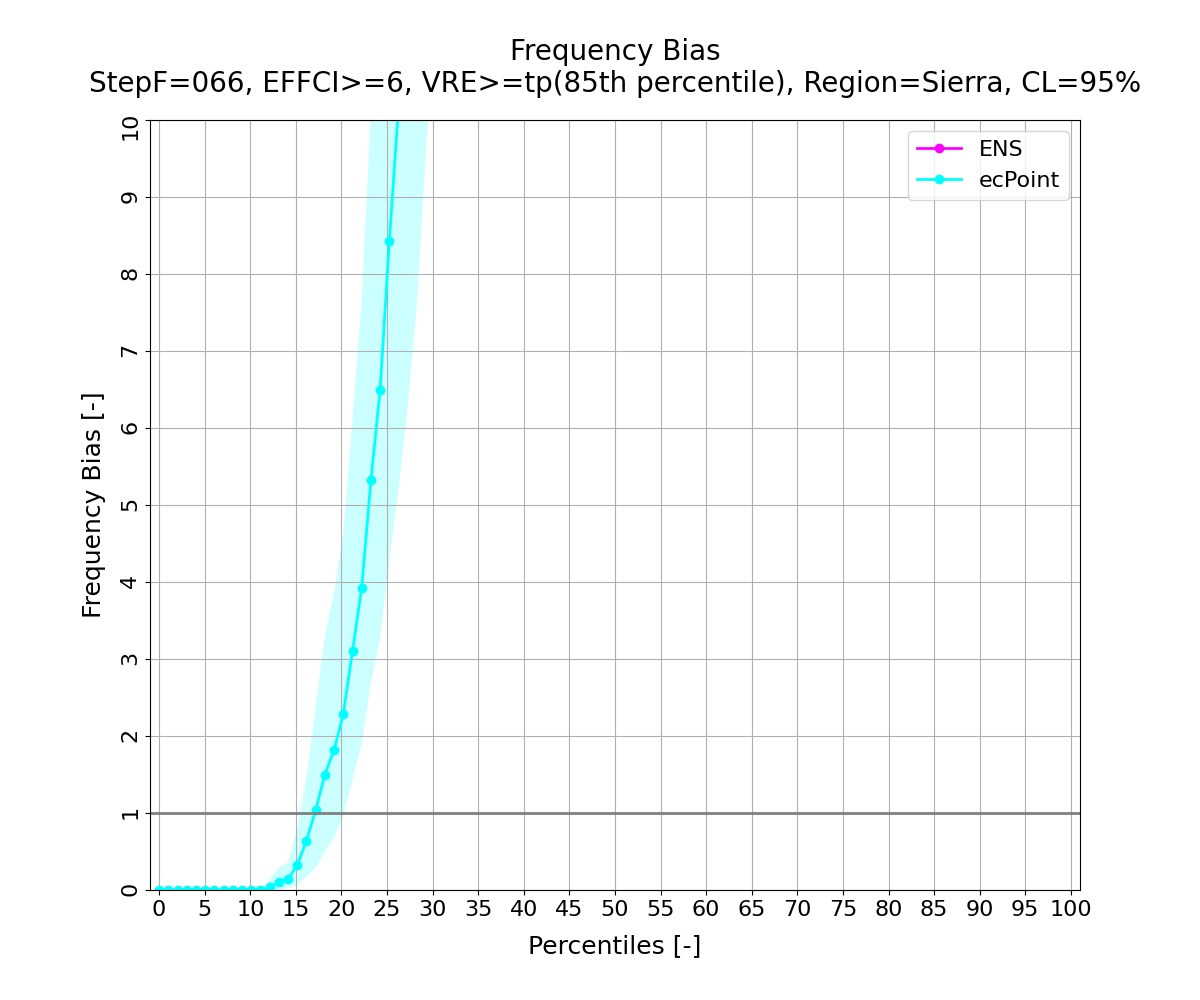 Frequency Bias
StepF=066, EFFCI>=6, VRE>=tp(85th percentile), Region=Sierra, CL=95%
ENS
ecPoint
Frequency Bias [-]
10
9
8
7
6
5
4
3
2
1
0
0 5 10 15 20 25 30 35 40 45 50 55 60 65 70 75 80 85 90 95 100
Percentiles [-]